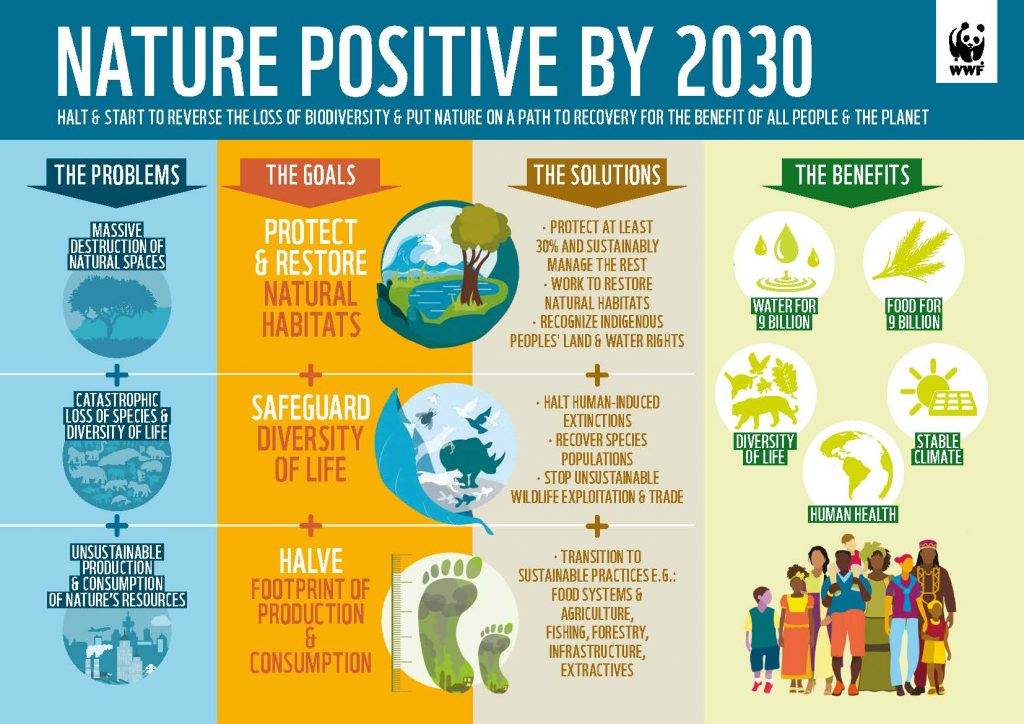 NATURE POSITIVE BY 2030
WWF
HALT & START TO REVERSE THE LOSS OF BIODIVERSITY & PUT NATURE ON A PATH TO RECOVERY FOR THE BENEFIT OF ALL PEOPLE & THE PLANET
THE PROBLEMS
MASSIVE
DESTRUCTION OF
NATURAL SPACES
+
CATASTROPHIC
LOSS OF SPECIES &
DIVERSITY OF LIFE
+
UNSUSTAINABLE
PRODUCTION
& CONSUMPTION
OF NATURE'S RESOURCES
THE GOALS
PROTECT
& RESTORE
NATURAL
HABITATS
+
SAFEGUARD
DIVERSITY
OF LIFE
+
HALVE
FOOTPRINT OF
PRODUCTION
&
CONSUMPTION
THE SOLUTIONS
· PROTECT AT LEAST
30% AND SUSTAINABLY
MANAGE THE REST
· WORK TO RESTORE
NATURAL HABITATS
· RECOGNIZE INDIGENOUS
PEOPLES' LAND & WATER RIGHTS
+
· HALT HUMAN-INDUCED
EXTINCTIONS
· RECOVER SPECIES
POPULATIONS
· STOP UNSUSTAINABLE
WILDLIFE EXPLOITATION & TRADE
+
· TRANSITION TO
SUSTAINABLE PRACTICES E.G.:
FOOD SYSTEMS &
AGRICULTURE,
FISHING, FORESTRY,
INFRASTRUCTURE,
EXTRACTIVES
THE BENEFITS
WATER FOR
9 BILLION
FOOD FOR
9 BILLION
DIVERSITY
OF LIFE
STABLE
CLIMATE
HUMAN HEALTH